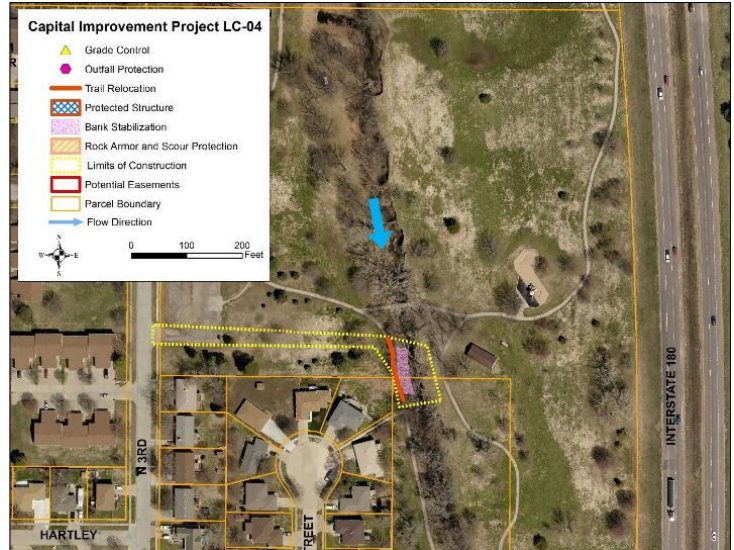 Capital Improvement Project LC-04
Grade Control
Outfall Protection
Trail Relocation
Protected Structure
Bank Stabilization
Rock Armor and Scour Protection
Limits of Construction
Potential Easements
Parcel Boundary
Flow Direction
N
W E
S
0 100 200
Feet
INTERSTATE 180
N 3RD
HARTLEY
TREET